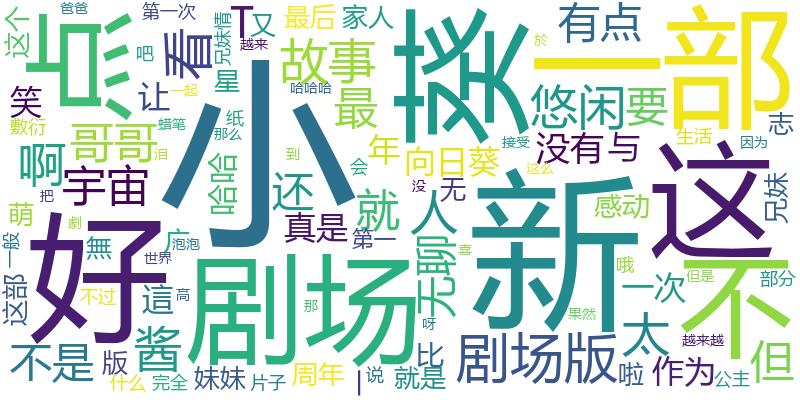 爸爸
第一次
T
又
最后
家人
这个
点
吧
看
兄妹情
越来
葵
有点
一
部
星
故事
笑
让
哈哈哈
一起
最
悠闲
要
敷衍
哥哥
蜡笔
纸
那么
小
没有
与
生活
志
因为
啊
泪
哈哈
到
年
向日葵
接受
这么
这
宇宙
还
会
无
没
兄妹
萌
把
就
人
新
感动
好
劇
广
真是
第一
無
泡泡
无聊
喜
哦
不
这部
一般
世界
剧场
那
一次
但是
部分
不过
這
高
呀
果然
太
越来越
但
不是
版
酱
比
剧场版
啦
作为
公主
什么
完全
妹妹
片子
周年
说
就是
於